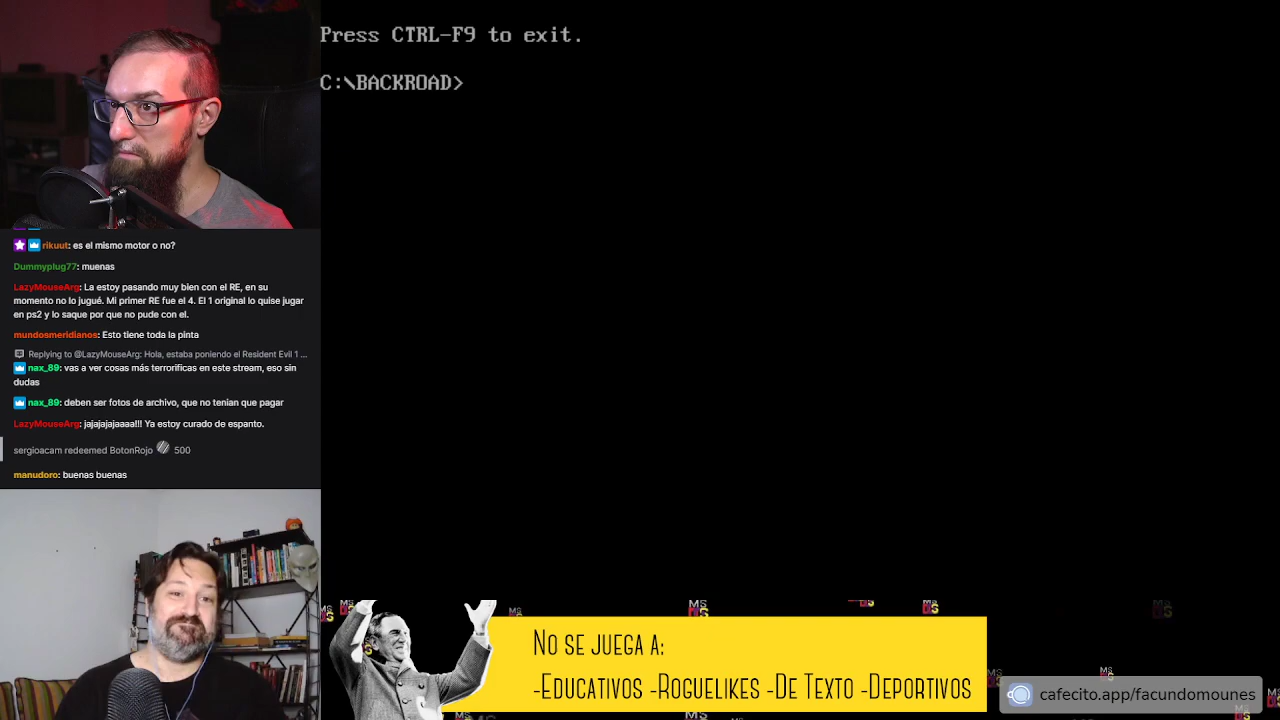 Press CTRL-F9 to exit.
C:\BACKROAD>
rikuut: es el mismo motor o no?
Dummyplug77: muenas
LazyMouseArg: La estoy pasando muy bien con el RE, en su
momento no lo jugué. Mi primer RE fue el 4. El 1 original lo quise jugar
en ps2 y lo saque por que no pude con el.
mundosmeridianos: Esto tiene toda la pinta
Replying to @LazyMouseArg: Hola, estaba poniendo el Resident Evil 1 ...
nax_89: vas a ver cosas más terrorificas en este stream, eso sin
dudas
nax_89: deben ser fotos de archivo, que no tenian que pagar
LazyMouseArg: jajajajajaaaa!!! Ya estoy curado de espanto.
sergioacam redeemed BotonRojo 500
manudoro: buenas buenas
No se juega a:
-Educativos -Roguelikes -De Texto -Deportivos
cafecito.app/facundomounes